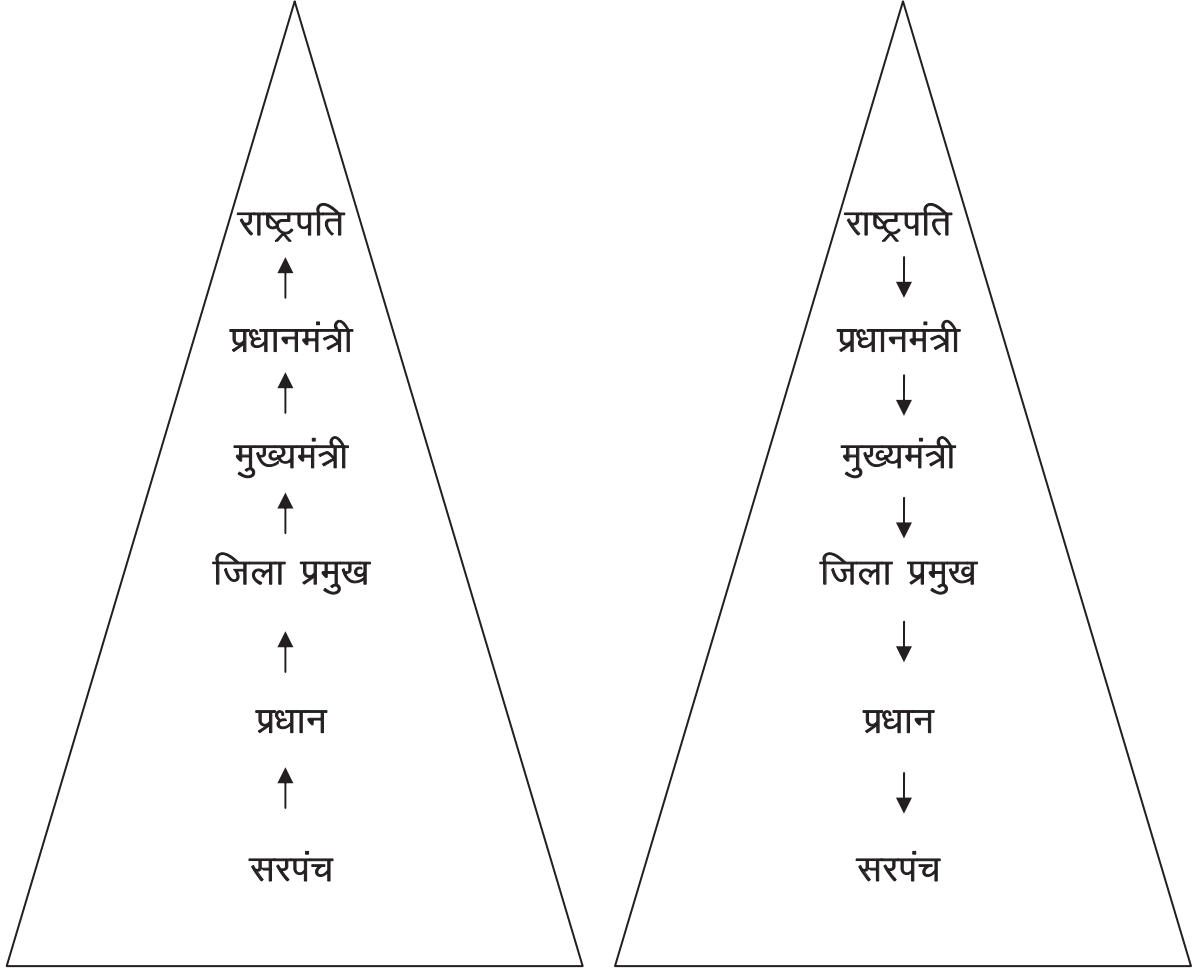 राष्ट्रपति
प्रधानमंत्री
मुख्यमंत्री
जिला प्रमुख
प्रधान
सरपंच
राष्ट्रपति
प्रधानमंत्री
मुख्यमंत्री
जिला प्रमुख
प्रधान
सरपंच